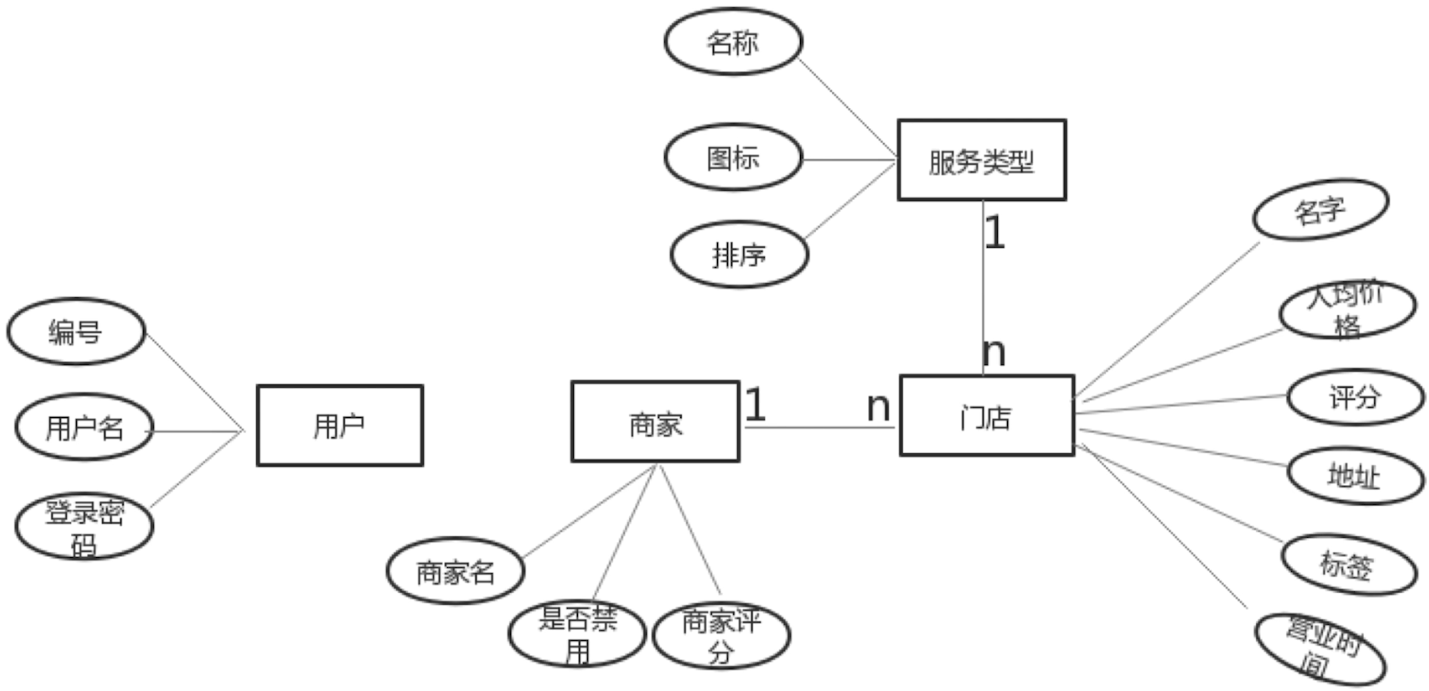 名称
图标
排序
服务类型
1
n
编号
用户名
登录密
码
用户
商家
1
n
门店
商家名
是否禁
用
商家评
分
名字
人均价
格
评分
地址
标签
营业时
间